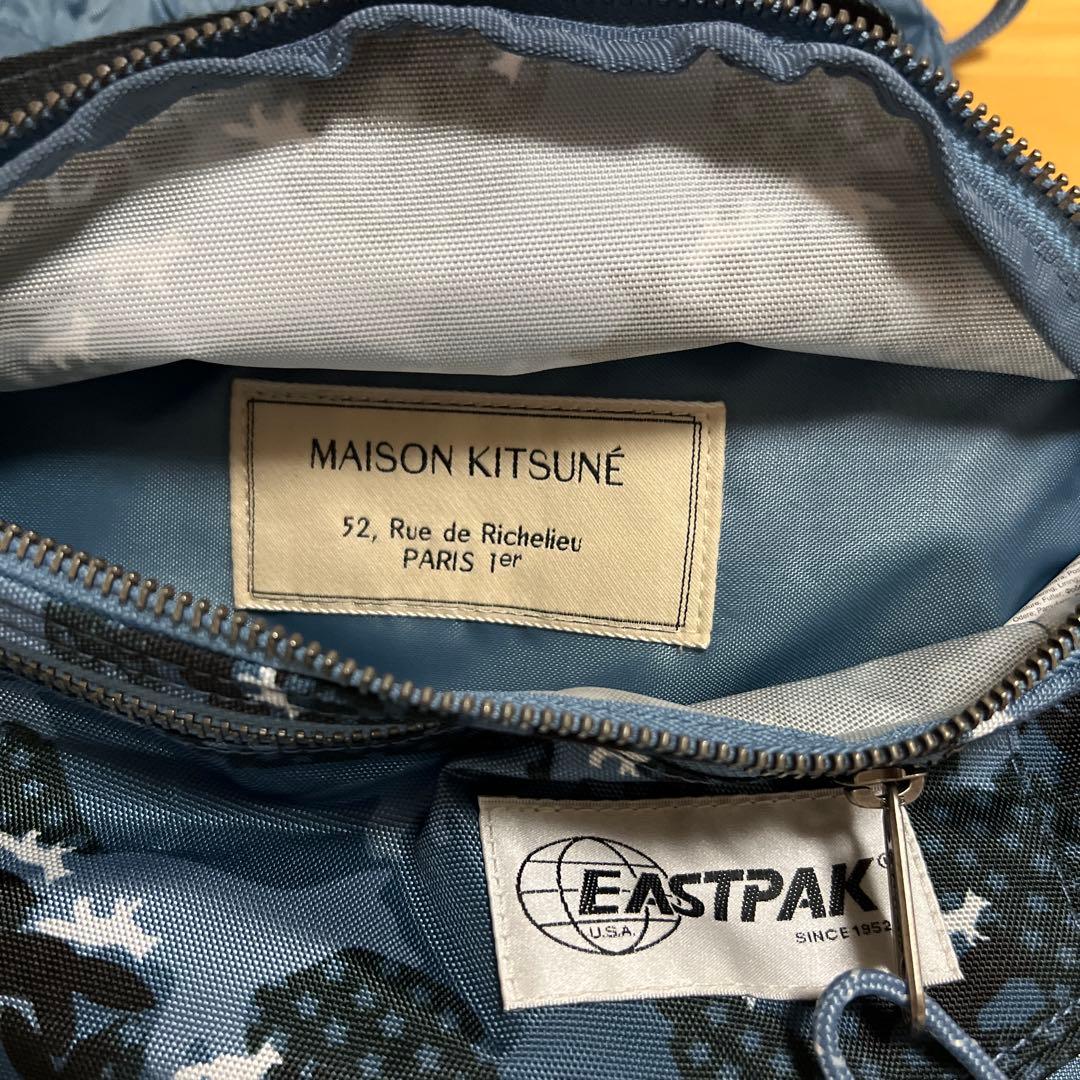 MAISON KITSUNÉ
52, Rue de Richelieu
PARIS 1er
EASTPAK
U.S.A.
SINCE 1952